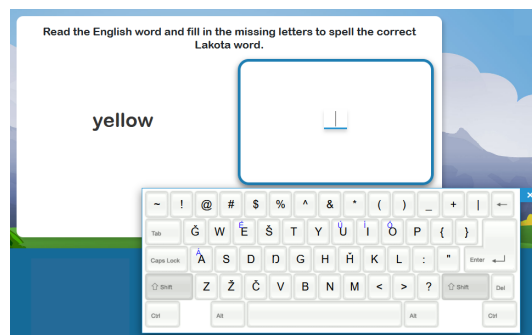 Read the English word and fill in the missing letters to spell the correct
Lakota word.
yellow
~ ! @ # $ % ^ & * ( ) _ + | ←
Tab Ğ W É E Š T Y Ú U Í I Ó O P { }
Caps Lock Á A S D Ŋ G H Ȟ K L : " Enter
⇧ Shift Z Ž Č V B N M < > ? ⇧ Shift Del
Ctrl Alt Alt Ctrl